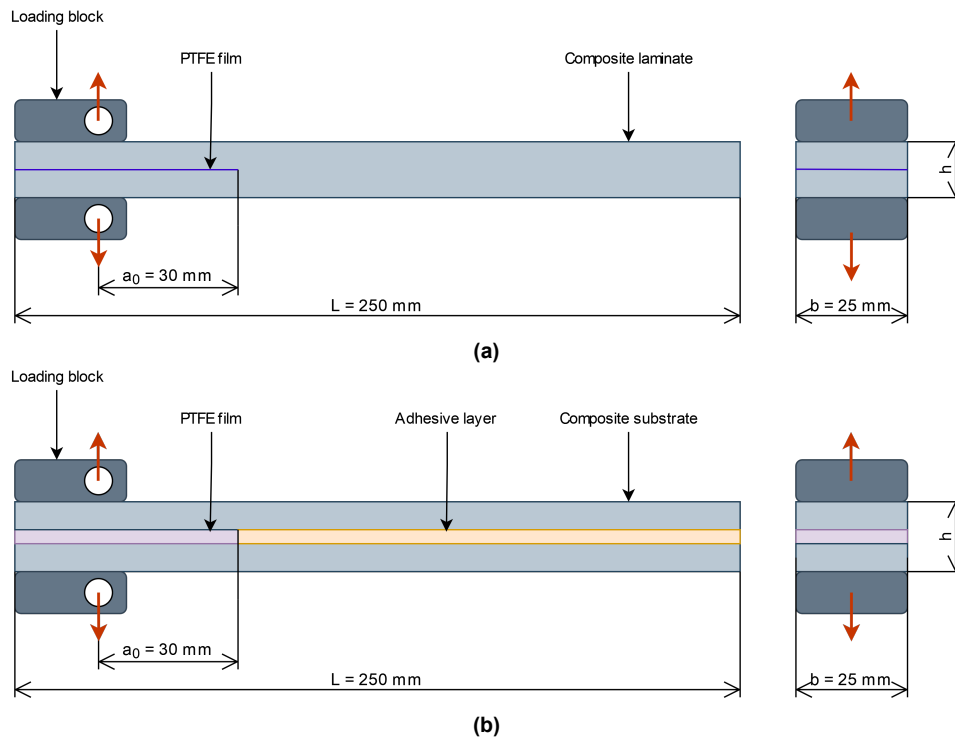 Loading block
PTFE film
Composite laminate
h
a0 = 30 mm
L = 250 mm
b = 25 mm
(a)
Loading block
PTFE film
Adhesive layer
Composite substrate
h
a0 = 30 mm
L = 250 mm
b = 25 mm
(b)